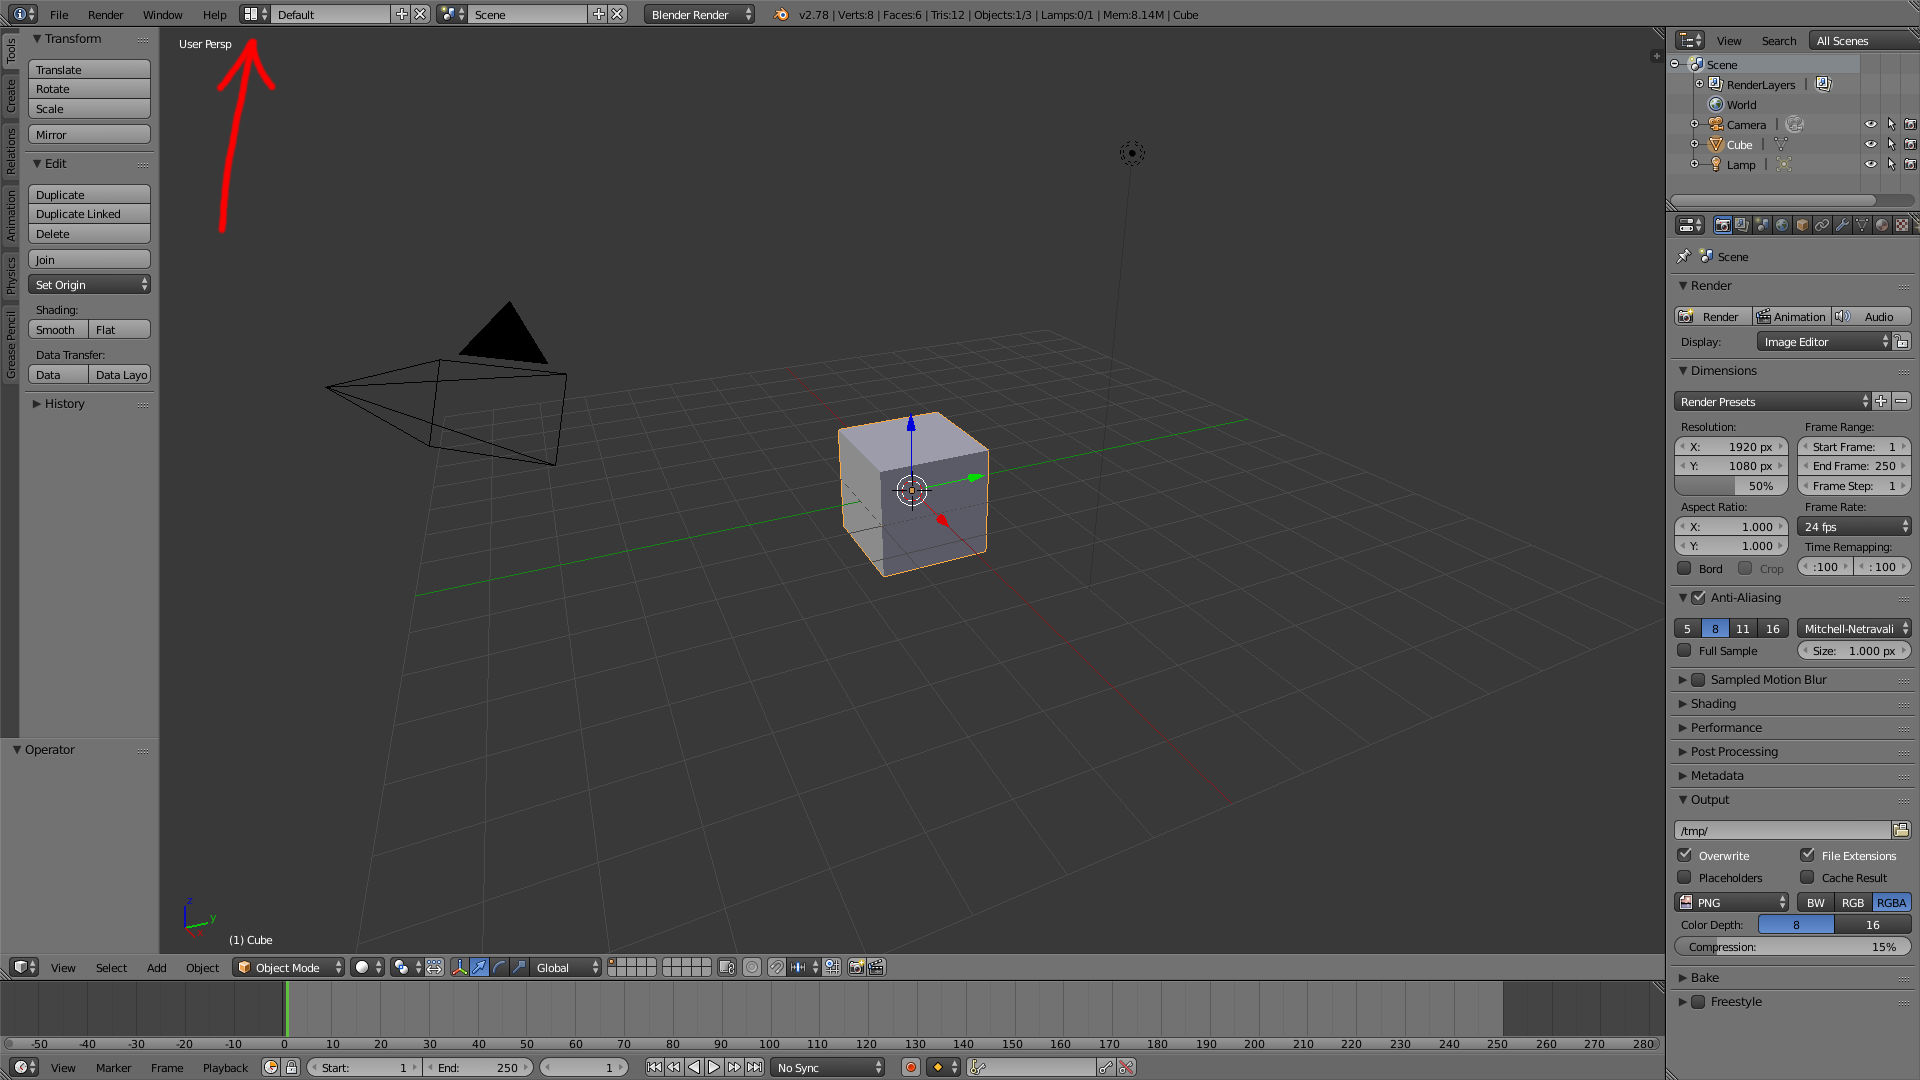 File Render Window Help Default Scene Blender Render v2.78 | Verts:8 | Faces:6 | Tris:12 | Objects:1/3 | Lamps:0/1 | Mem:8.14M | Cube
Tools
Create
Relations
Animation
Physics
Grease Pencil
Transform
Translate
Rotate
Scale
Mirror
Edit
Duplicate
Duplicate Linked
Delete
Join
Set Origin
Shading:
Smooth Flat
Data Transfer:
Data Data Layo
History
Operator
User Persp
z
y
x
(1) Cube
View Select Add Object Object Mode Global
-50 -40 -30 -20 -10 0 10 20 30 40 50 60 70 80 90 100 110 120 130 140 150 160 170 180 190 200 210 220 230 240 250 260 270 280
View Marker Frame Playback Start: 1 End: 250 1 No Sync
View Search All Scenes
Scene
RenderLayers |
World
Camera |
Cube |
Lamp |
Scene
Render
Render Animation Audio
Display: Image Editor
Dimensions
Render Presets
Resolution: Frame Range:
X: 1920 px Start Frame: 1
Y: 1080 px End Frame: 250
50% Frame Step: 1
Aspect Ratio: Frame Rate:
X: 1.000 24 fps
Y: 1.000 Time Remapping:
Bord Crop :100 : 100
Anti-Aliasing
5 8 11 16 Mitchell-Netravali
Full Sample Size: 1.000 px
Sampled Motion Blur
Shading
Performance
Post Processing
Metadata
Output
/tmp/
Overwrite File Extensions
Placeholders Cache Result
PNG BW RGB RGBA
Color Depth: 8 16
Compression: 15%
Bake
Freestyle